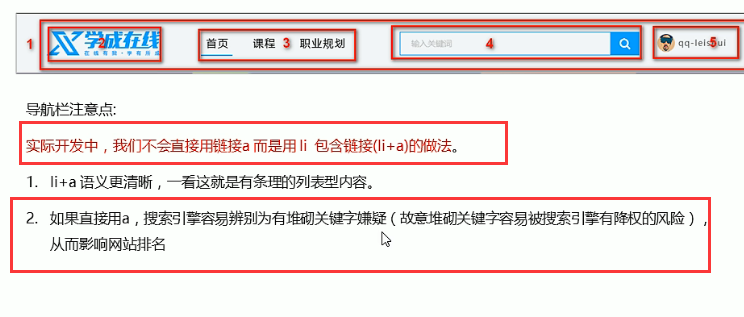 1 学成在线 2
在线教育·学有所成
首页 课程 3 职业规划
输入关键词 4
qq-leishui 5
导航栏注意点:
实际开发中，我们不会直接用链接a 而是用 li 包含链接(li+a)的做法。
1. li+a 语义更清晰，一看这就是有条理的列表型内容。
2. 如果直接用a，搜索引擎容易辨别为有堆砌关键字嫌疑（故意堆砌关键字容易被搜索引擎有降权的风险），
从而影响网站排名